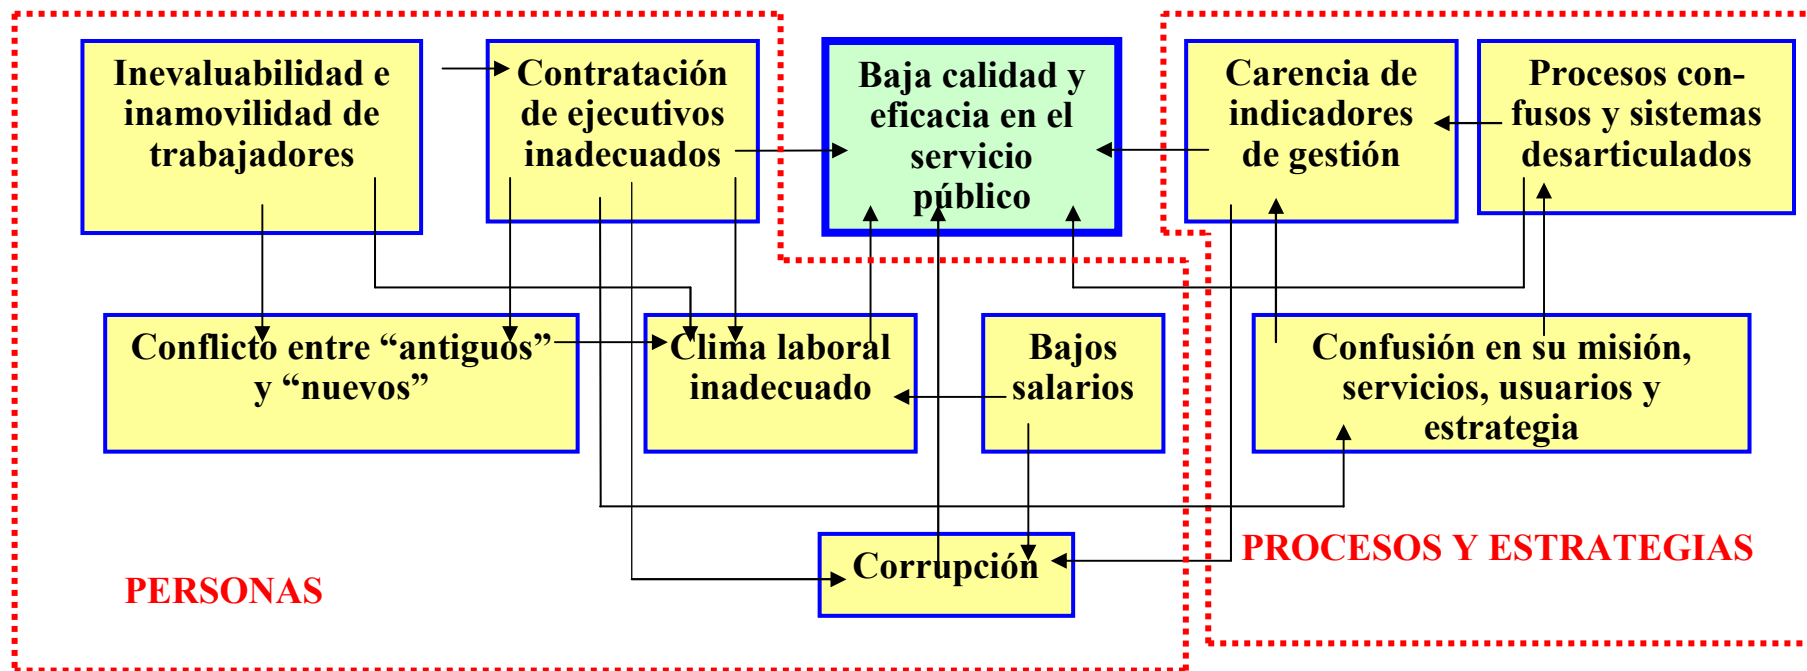 Inevaluabilidad e
inamovilidad de
trabajadores
Contratación
de ejecutivos
inadecuados
Baja calidad y
eficacia en el
servicio
público
Carencia de
indicadores
de gestión
Procesos con-
fusos y sistemas
desarticulados
Conflicto entre “antiguos”
y “nuevos”
Clima laboral
inadecuado
Bajos
salarios
Confusión en su misión,
servicios, usuarios y
estrategia
Corrupción
PERSONAS
PROCESOS Y ESTRATEGIAS